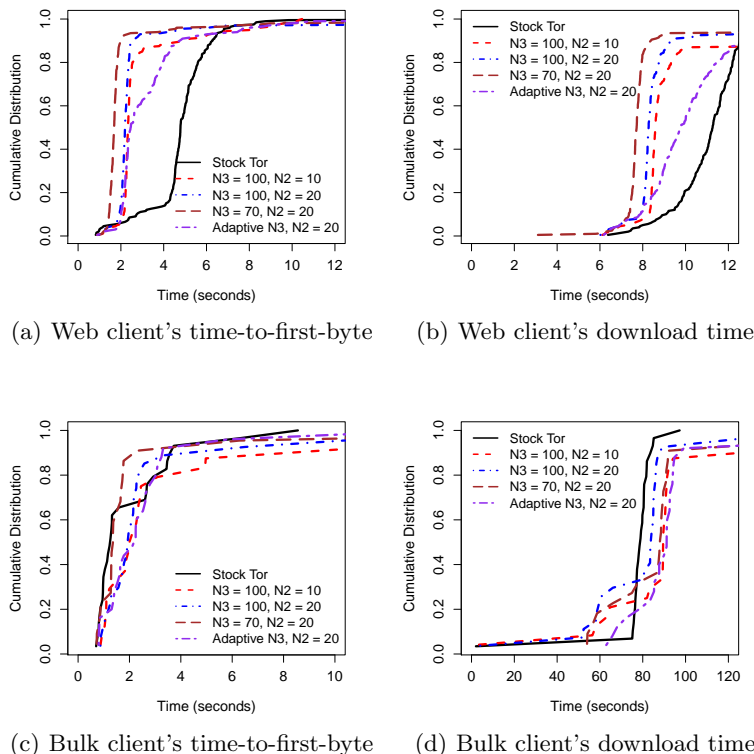 Cumulative Distribution
1.0
0.8
0.6
0.4
0.2
0.0
Stock Tor
N3 = 100, N2 = 10
N3 = 100, N2 = 20
N3 = 70, N2 = 20
Adaptive N3, N2 = 20
0 2 4 6 8 10 12
Time (seconds)
(a) Web client's time-to-first-byte
Cumulative Distribution
1.0
0.8
0.6
0.4
0.2
0.0
Stock Tor
N3 = 100, N2 = 10
N3 = 100, N2 = 20
N3 = 70, N2 = 20
Adaptive N3, N2 = 20
0 2 4 6 8 10 12
Time (seconds)
(b) Web client's download time
Cumulative Distribution
1.0
0.8
0.6
0.4
0.2
0.0
Stock Tor
N3 = 100, N2 = 10
N3 = 100, N2 = 20
N3 = 70, N2 = 20
Adaptive N3, N2 = 20
0 2 4 6 8 10
Time (seconds)
(c) Bulk client's time-to-first-byte
Cumulative Distribution
1.0
0.8
0.6
0.4
0.2
0.0
Stock Tor
N3 = 100, N2 = 10
N3 = 100, N2 = 20
N3 = 70, N2 = 20
Adaptive N3, N2 = 20
0 20 40 60 80 100 120
Time (seconds)
(d) Bulk client's download time